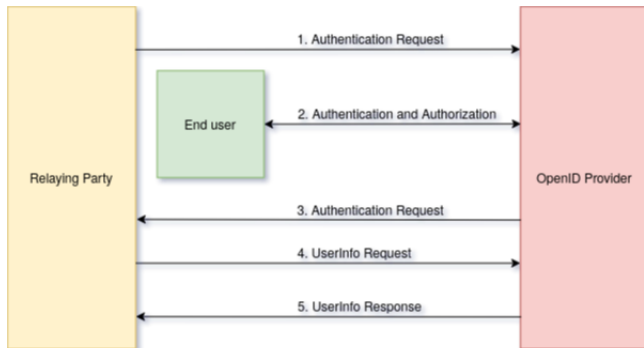 1. Authentication Request
End user
2. Authentication and Authorization
Relaying Party
OpenID Provider
3. Authentication Request
4. UserInfo Request
5. UserInfo Response